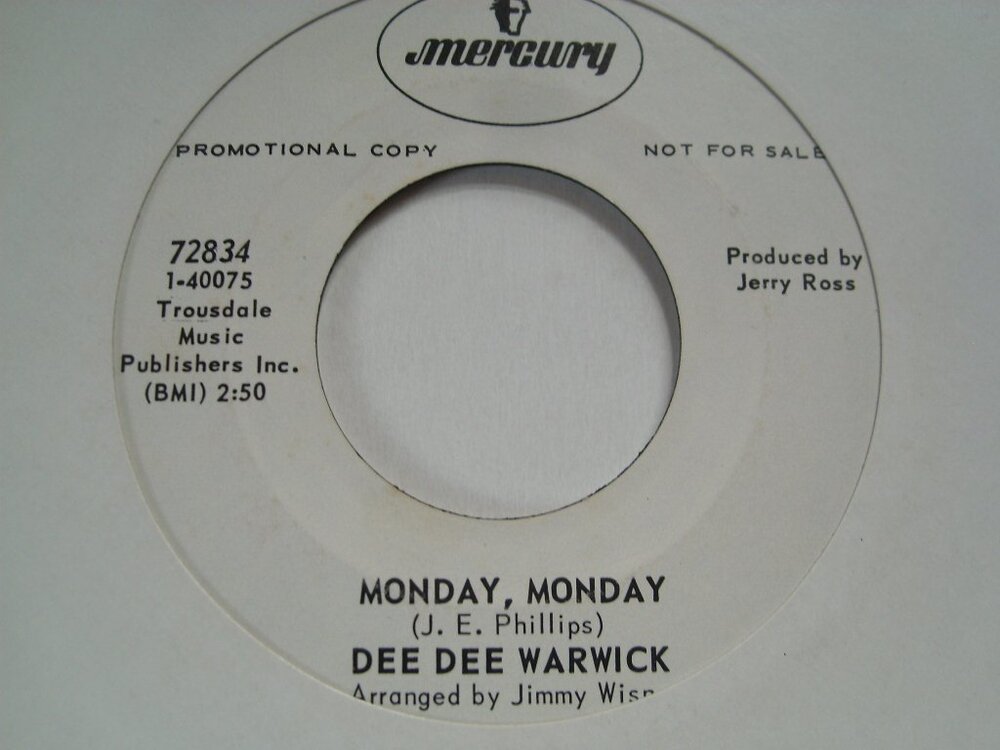 mercury
PROMOTIONAL COPY NOT FOR SALE
72834
1-40075
Trousdale
Music
Publishers Inc.
(BMI) 2:50
Produced by
Jerry Ross
MONDAY, MONDAY
(J. E. Phillips)
DEE DEE WARWICK
Arranged by Jimmy